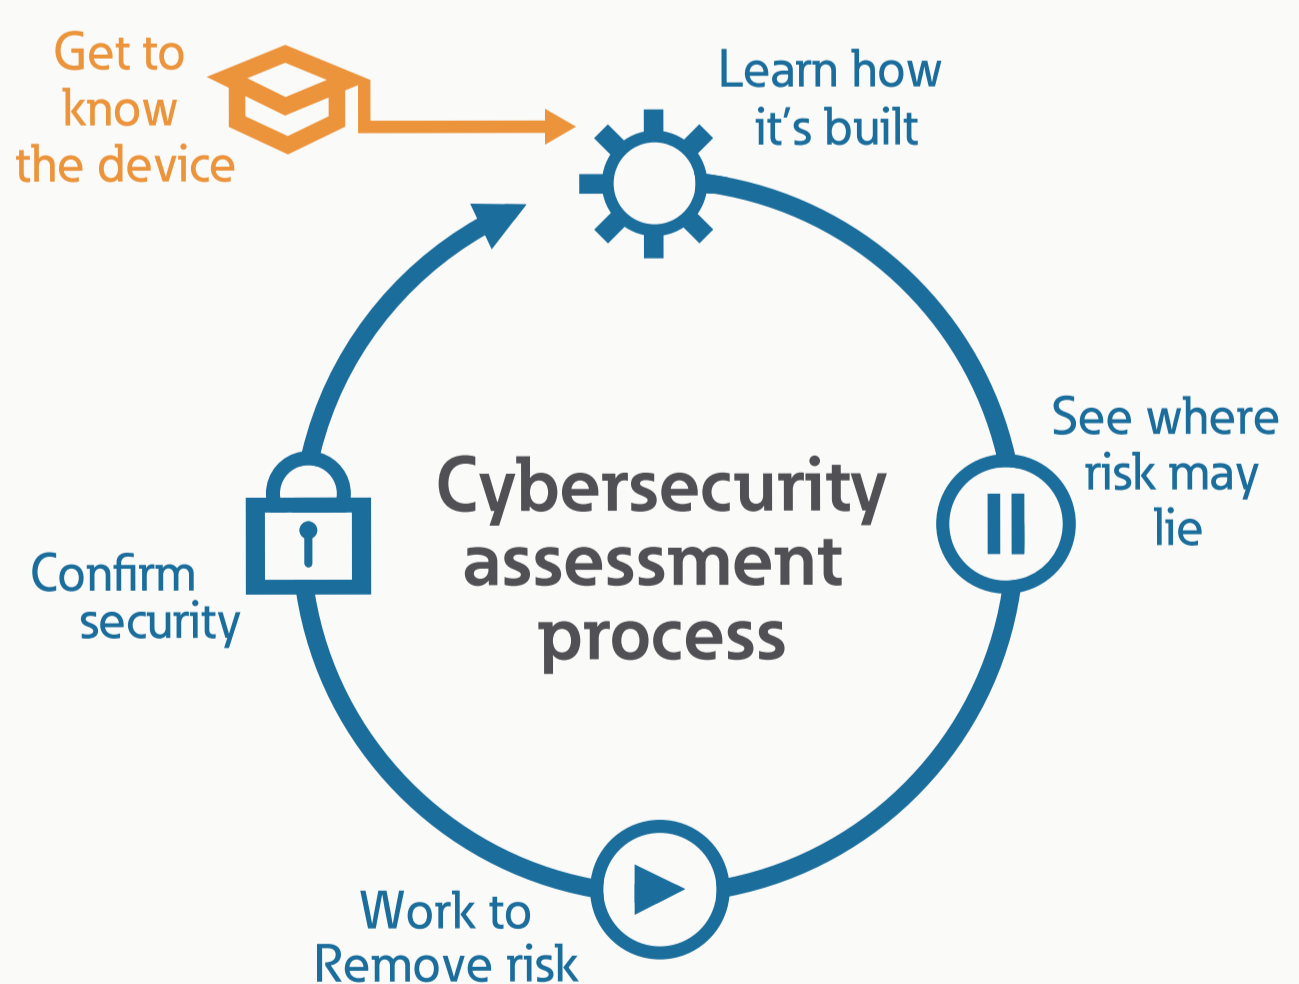 Get to
know
the device
Learn how
it's built
See where
risk may
lie
Cybersecurity
assessment
process
Confirm
security
Work to
Remove risk